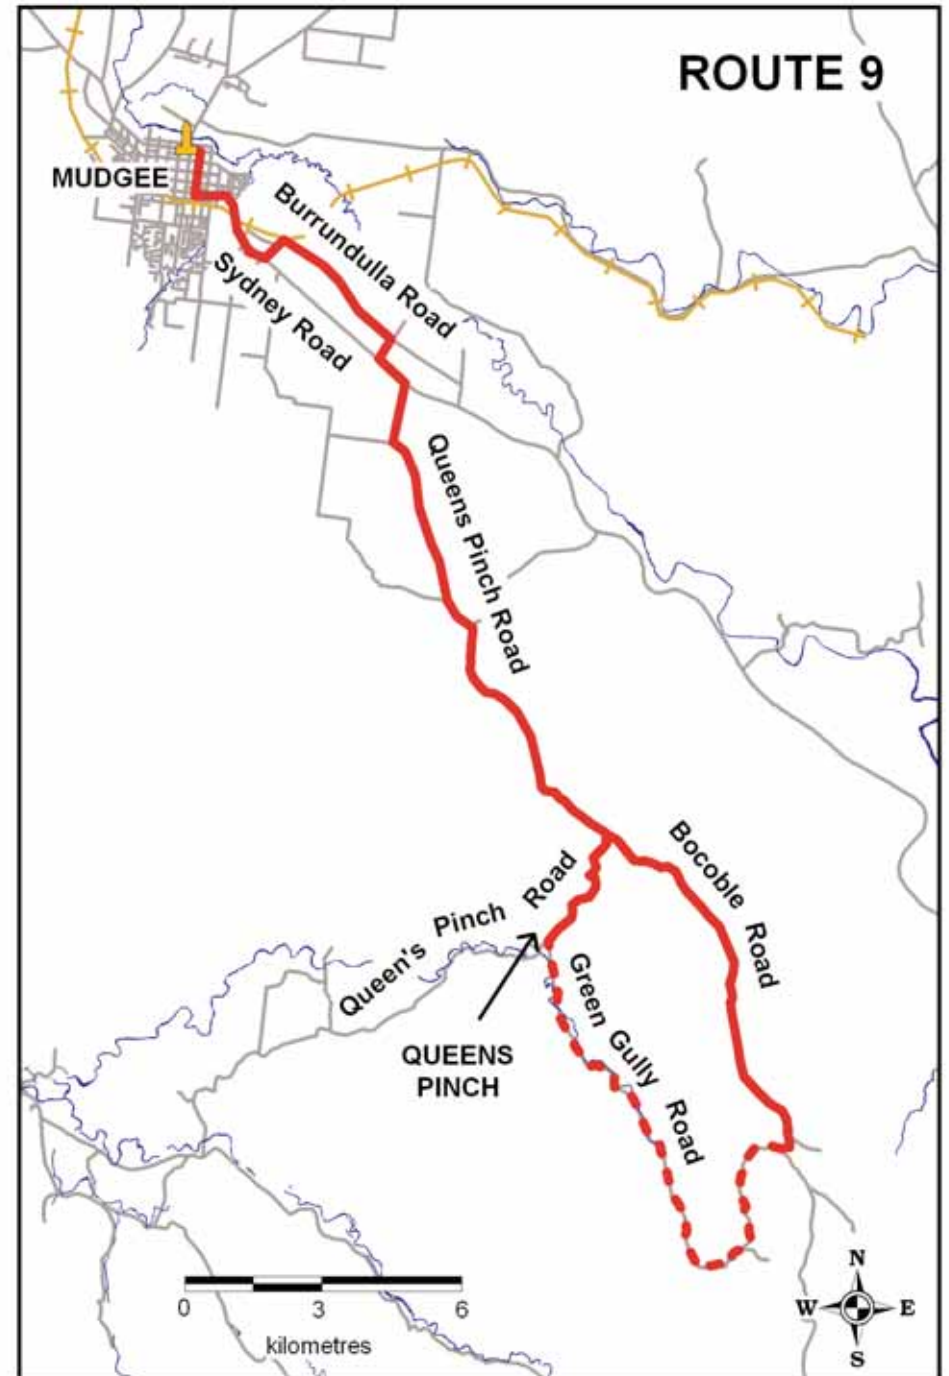 ROUTE 9
MUDGEE
Burrundulla Road
Sydney Road
Queens Pinch Road
Bocoble Road
Queen's Pinch Road
Green Gully Road
QUEENS
PINCH
0 3 6
kilometres
N
W E
S